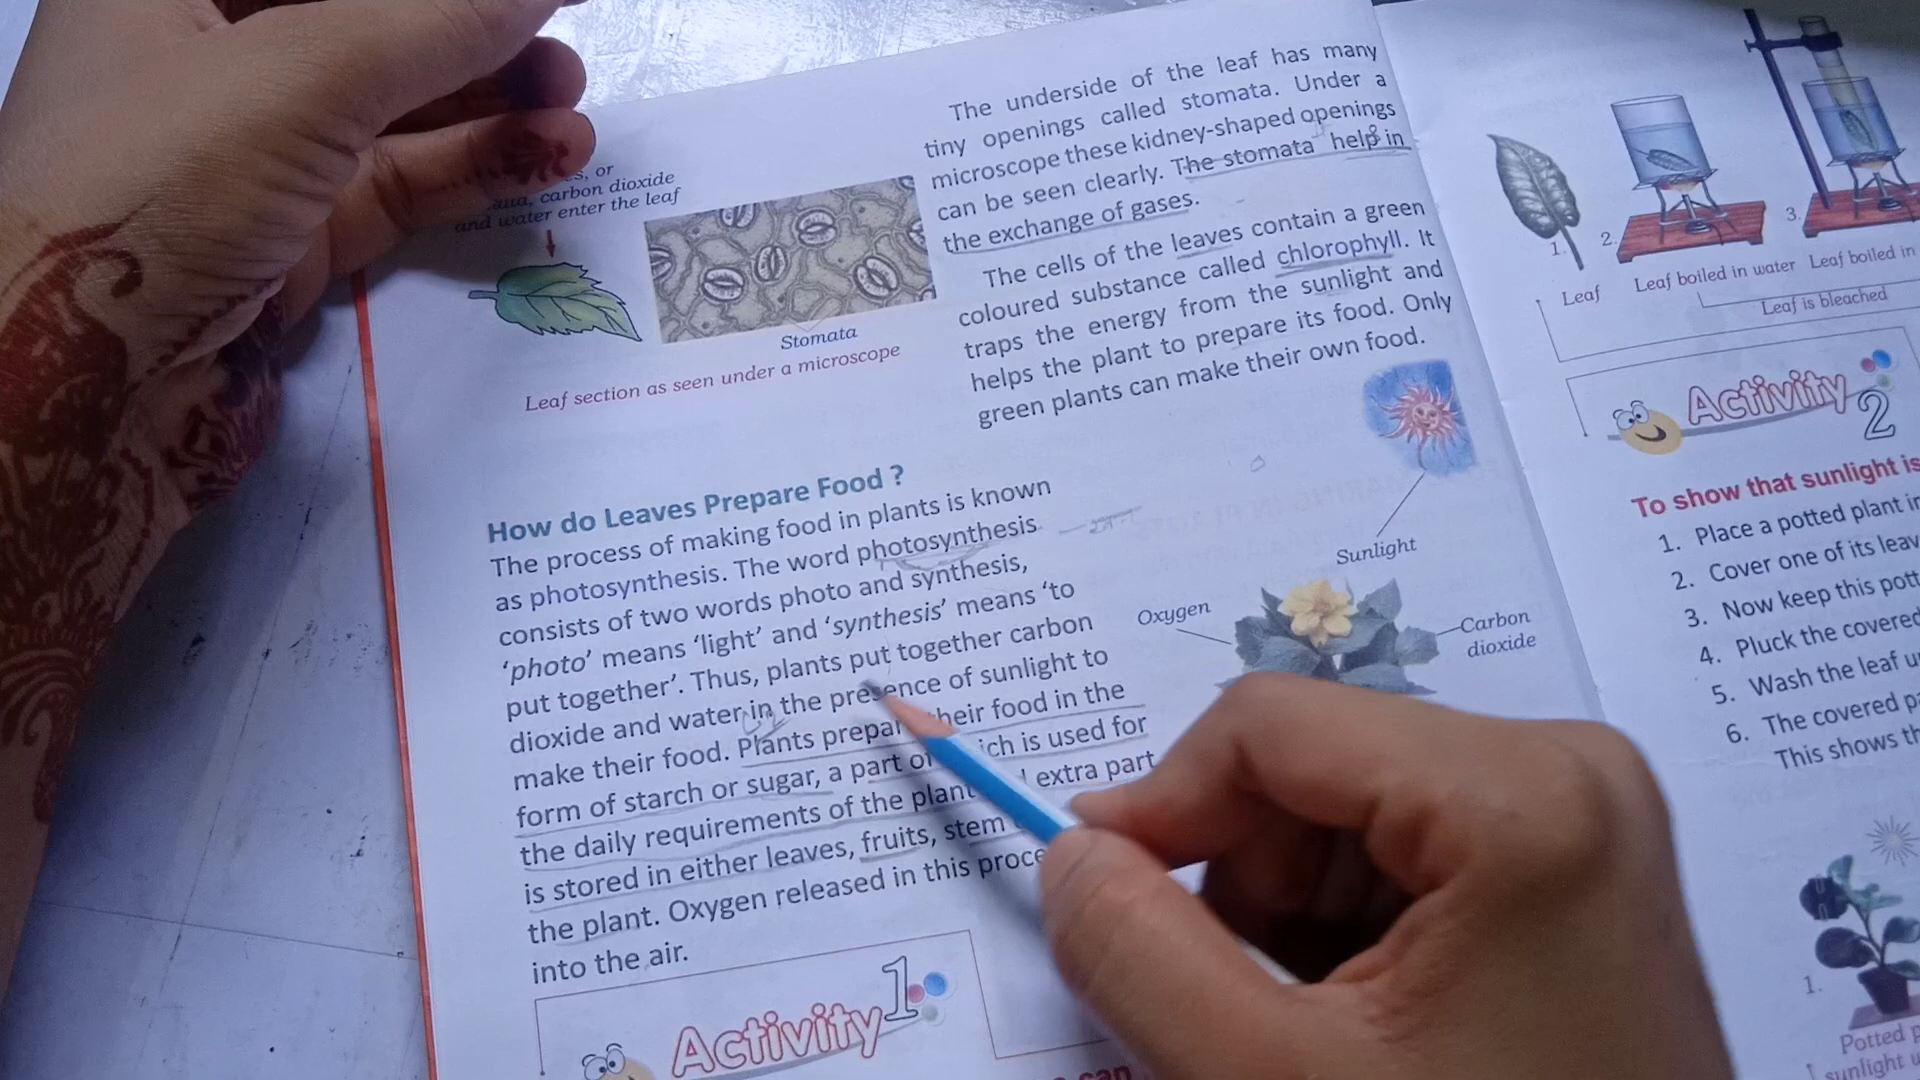 or
carbon dioxide
and water enter the leaf
Stomata
Leaf section as seen under a microscope
The underside of the leaf has many
tiny openings called stomata. Under a
microscope these kidney-shaped openings
can be seen clearly. The stomata help in
the exchange of gases.
The cells of the leaves contain a green
coloured substance called chlorophyll. It
traps the energy from the sunlight and
helps the plant to prepare its food. Only
green plants can make their own food.
How do Leaves Prepare Food ?
The process of making food in plants is known
as photosynthesis. The word photosynthesis
consists of two words photo and synthesis,
‘photo’ means ‘light’ and ‘synthesis’ means ‘to
put together’. Thus, plants put together carbon
dioxide and water in the presence of sunlight to
make their food. Plants prepar their food in the
form of starch or sugar, a part of which is used for
the daily requirements of the plant extra part
is stored in either leaves, fruits, stem
the plant. Oxygen released in this proce
into the air.
Sunlight
Oxygen
Carbon
dioxide
Activity 1
can
1.
2.
3.
Leaf
Leaf boiled in water
Leaf boiled in
Leaf is bleached
Activity 2
To show that sunlight is
1. Place a potted plant in
2. Cover one of its leav
3. Now keep this pott
4. Pluck the covered
5. Wash the leaf u
6. The covered pa
This shows th
1.
Potted p
sunlight